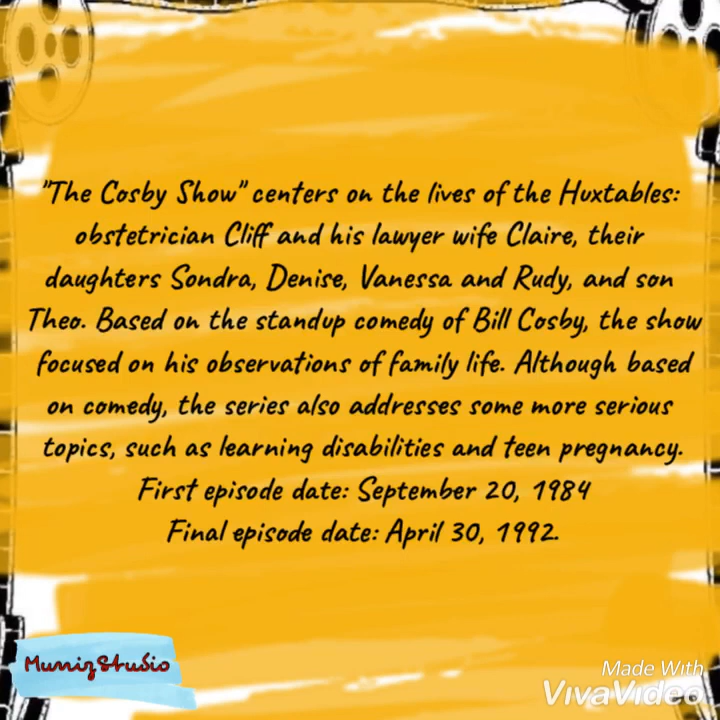 "The Cosby Show" centers on the lives of the Huxtables:
obstetrician Cliff and his lawyer wife Claire, their
daughters Sondra, Denise, Vanessa and Rudy, and son
Theo. Based on the standup comedy of Bill Cosby, the show
focused on his observations of family life. Although based
on comedy, the series also addresses some more serious
topics, such as learning disabilities and teen pregnancy.
First episode date: September 20, 1984
Final episode date: April 30, 1992.
MunizStudio
Made With
VivaVideo